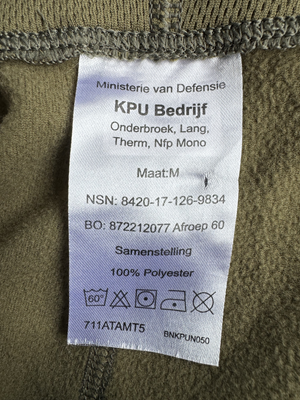 Ministerie van Defensie
KPU Bedrijf
Onderbroek, Lang,
Therm, Nfp Mono
Maat:M
NSN: 8420-17-126-9834
BO: 872212077 Afroep 60
Samenstelling
100% Polyester
60°
711ATAMT5
BNKPUN050